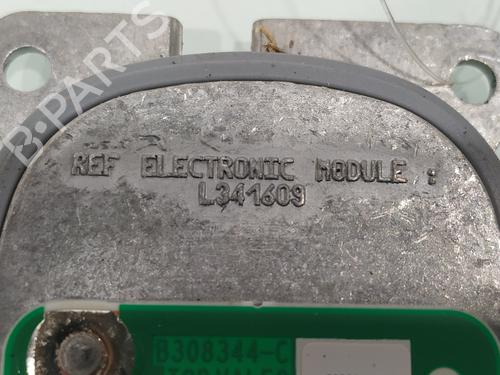 REF ELECTRONIC MODULE :
L341609
B308344-C
B-PARTS